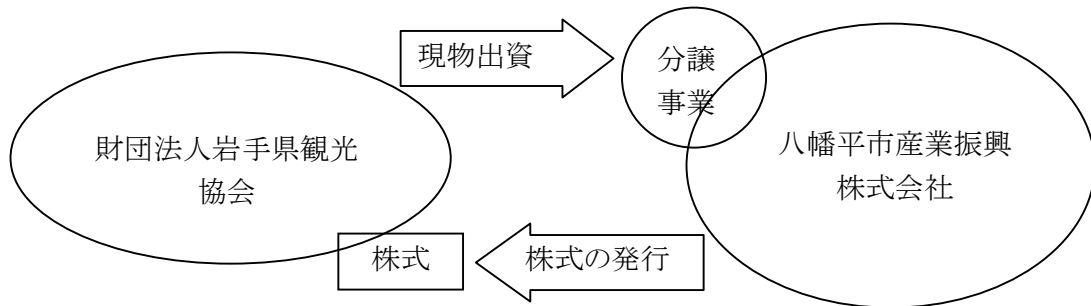 現物出資
分譲
事業
財団法人岩手県観光
協会
八幡平市産業振興
株式会社
株式
株式の発行